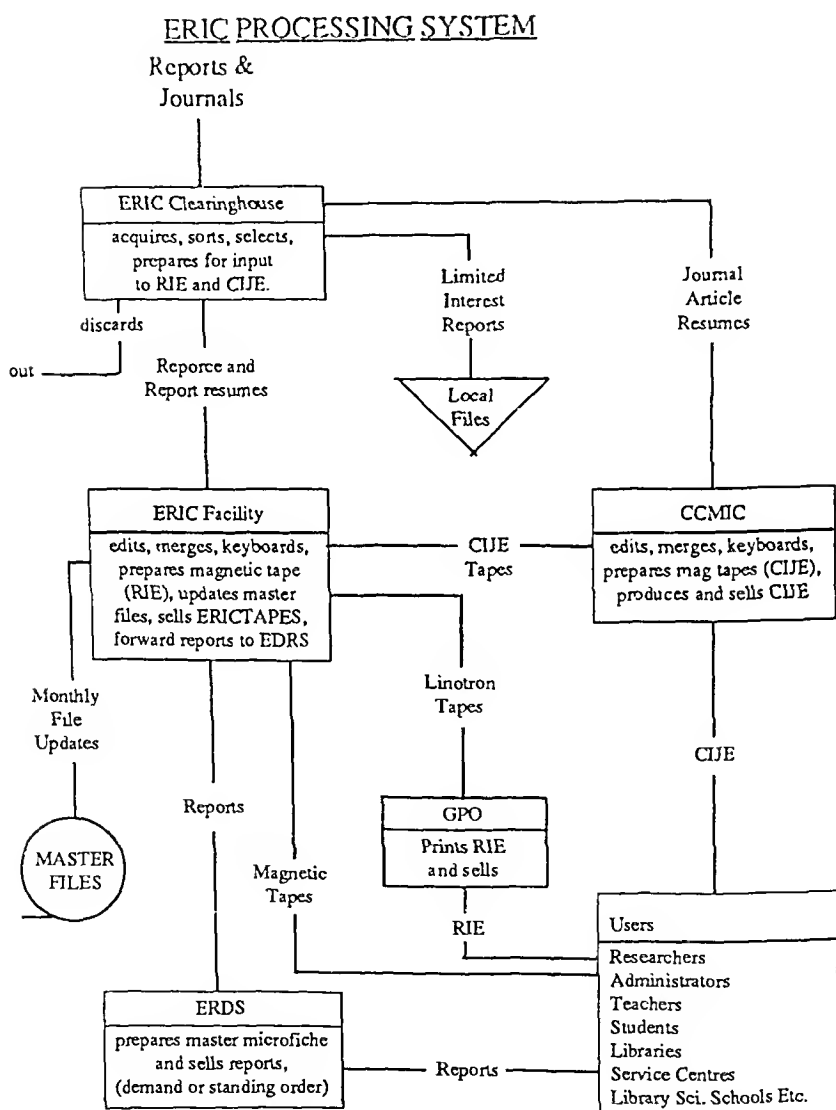 ERIC PROCESSING SYSTEM
Reports &
Journals
ERIC Clearinghouse
acquires, sorts, selects,
prepares for input
to RIE and CIJE.
discards
out
Reporce and
Report resumes
Limited
Interest
Reports
Local
Files
Journal
Article
Resumes
ERIC Facility
edits, merges, keyboards,
prepares magnetic tape
(RIE), updates master
files, sells ERICTAPES,
forward reports to EDRS
CIJE
Tapes
CCMIC
edits, merges, keyboards,
prepares mag tapes (CIJE),
produces and sells CIJE
Monthly
File
Updates
MASTER
FILES
Reports
Magnetic
Tapes
Linotron
Tapes
GPO
Prints RIE
and sells
RIE
CIJE
Users
Researchers
Administrators
Teachers
Students
Libraries
Service Centres
Library Sci. Schools Etc.
ERDS
prepares master microfiche
and sells reports,
(demand or standing order)
Reports